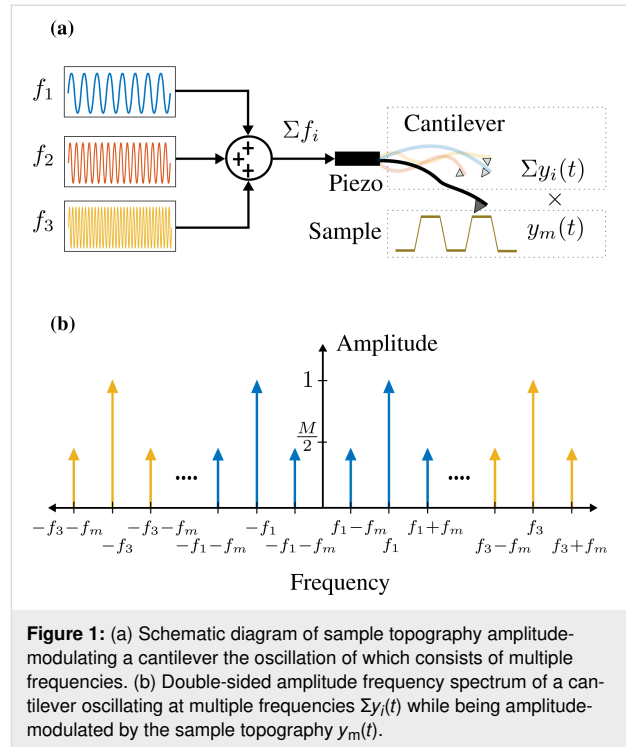 (a)
f₁
f₂
f₃
+
+
+
Σfᵢ
Piezo
Cantilever
Σyᵢ(t)
×
Sample
yₘ(t)
(b)
Amplitude
1
M/2
−f₃−fₘ
−f₃
−f₃−fₘ
....
−f₁−fₘ
−f₁
−f₁−fₘ
f₁−fₘ
f₁
f₁+fₘ
....
f₃−fₘ
f₃
f₃+fₘ
Frequency
Figure 1: (a) Schematic diagram of sample topography amplitude-
modulating a cantilever the oscillation of which consists of multiple
frequencies. (b) Double-sided amplitude frequency spectrum of a can-
tilever oscillating at multiple frequencies Σyᵢ(t) while being amplitude-
modulated by the sample topography yₘ(t).